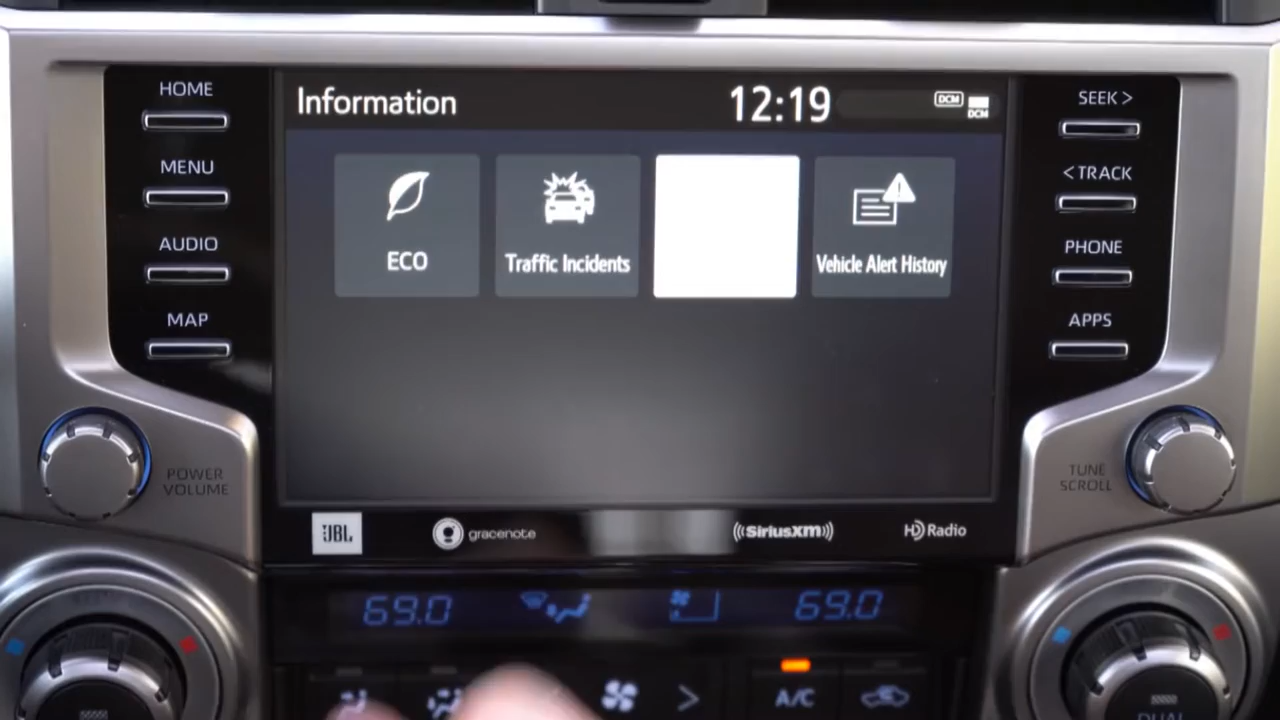 HOME
MENU
AUDIO
MAP
POWER
VOLUME
Information 12:19 DCM
DCM
ECO
Traffic Incidents
Vehicle Alert History
SEEK >
< TRACK
PHONE
APPS
TUNE
SCROLL
JBL gracenote SiriusXM HD Radio
69.0 69.0
A/C
DUAL